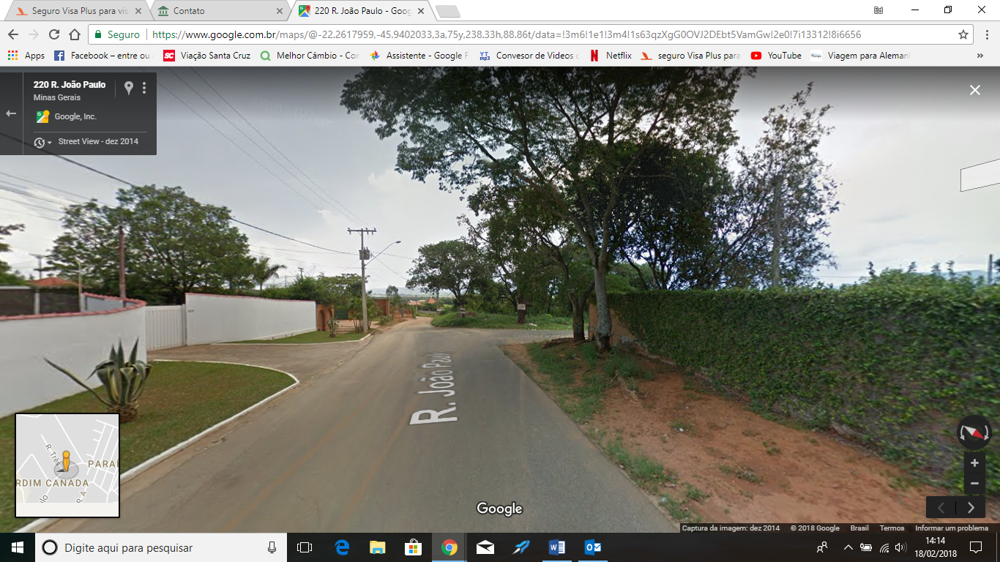 Seguro Visa Plus para vis
Contato
220 R. João Paulo - Goog
Seguro
https://www.google.com.br/maps/@-22.2617959,-45.9402033,3a,75y,238.33h,88.86t/data=!3m6!1e1!3m4!1s63qzXgG0OVJ2DEbt5VamGw!2e0!7i13312!8i6656
Apps
Facebook – entre ou
Viação Santa Cruz
Melhor Câmbio - Con
Assistente - Google F
Convesor de Videos
Netflix
seguro Visa Plus para
YouTube
Viagem para Aleman
220 R. João Paulo
Minas Gerais
Google, Inc.
Street View - dez 2014
R. João Paul
R. Três
PARAÍ
RDIM CANADA
R. A
Google
Captura da imagem: dez 2014 © 2018 Google Brasil Termos Informar um problema
Digite aqui para pesquisar
14:14
18/02/2018